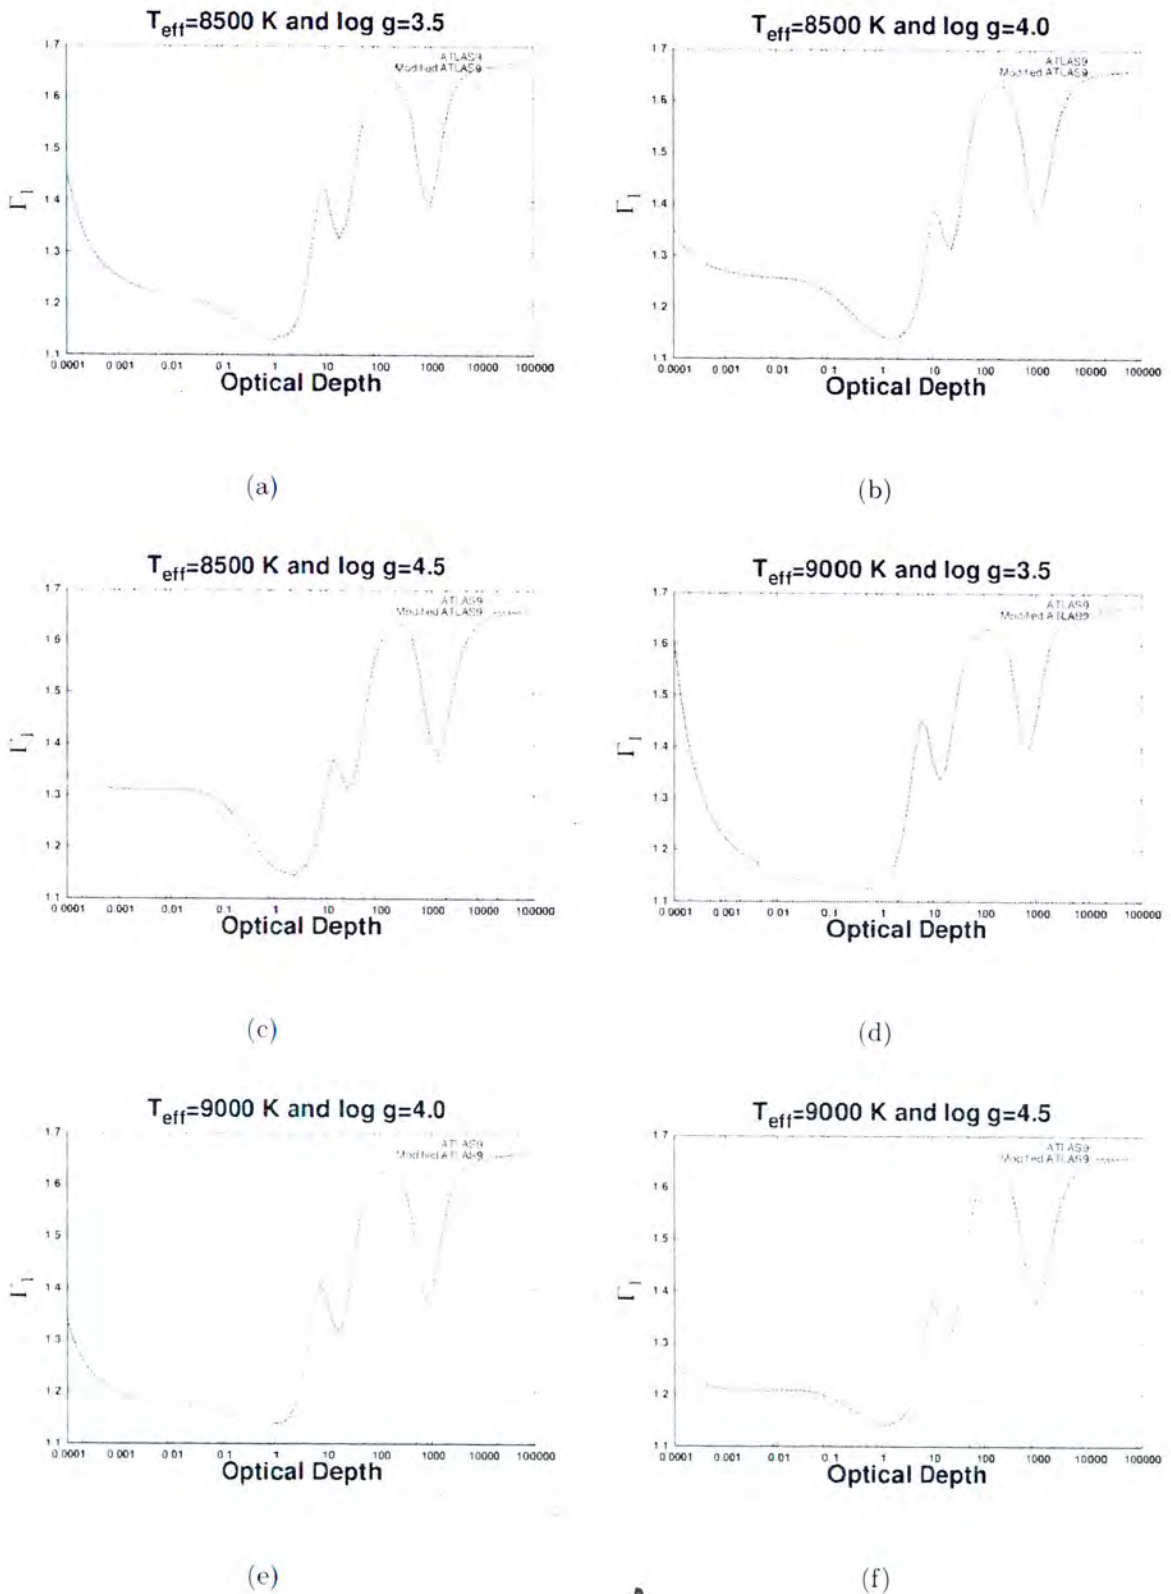 T_eff=8500 K and log g=3.5
1.7
1.6
1.5
1.4
1.3
1.2
1.1
Γ₁
ATLAS9
Modified ATLAS9
0.0001 0.001 0.01 0.1 1 10 100 1000 10000 100000
Optical Depth
(a)
T_eff=8500 K and log g=4.0
1.7
1.6
1.5
1.4
1.3
1.2
1.1
Γ₁
ATLAS9
Modified ATLAS9
0.0001 0.001 0.01 0.1 1 10 100 1000 10000 100000
Optical Depth
(b)
T_eff=8500 K and log g=4.5
1.7
1.6
1.5
1.4
1.3
1.2
1.1
Γ₁
ATLAS9
Modified ATLAS9
0.0001 0.001 0.01 0.1 1 10 100 1000 10000 100000
Optical Depth
(c)
T_eff=9000 K and log g=3.5
1.7
1.6
1.5
1.4
1.3
1.2
1.1
Γ₁
ATLAS9
Modified ATLAS9
0.0001 0.001 0.01 0.1 1 10 100 1000 10000 100000
Optical Depth
(d)
T_eff=9000 K and log g=4.0
1.7
1.6
1.5
1.4
1.3
1.2
1.1
Γ₁
ATLAS9
Modified ATLAS9
0.0001 0.001 0.01 0.1 1 10 100 1000 10000 100000
Optical Depth
(e)
T_eff=9000 K and log g=4.5
1.7
1.6
1.5
1.4
1.3
1.2
1.1
Γ₁
ATLAS9
Modified ATLAS9
0.0001 0.001 0.01 0.1 1 10 100 1000 10000 100000
Optical Depth
(f)